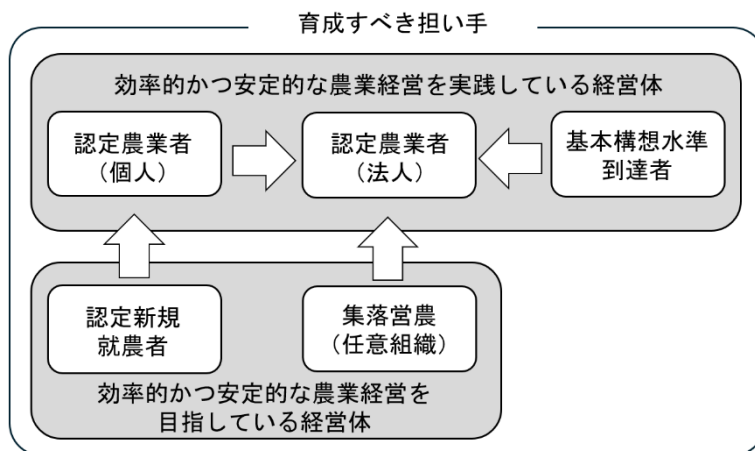 育成すべき担い手
効率的かつ安定的な農業経営を実践している経営体
認定農業者
（個人）
認定農業者
（法人）
基本構想水準
到達者
認定新規
就農者
集落営農
（任意組織）
効率的かつ安定的な農業経営を
目指している経営体